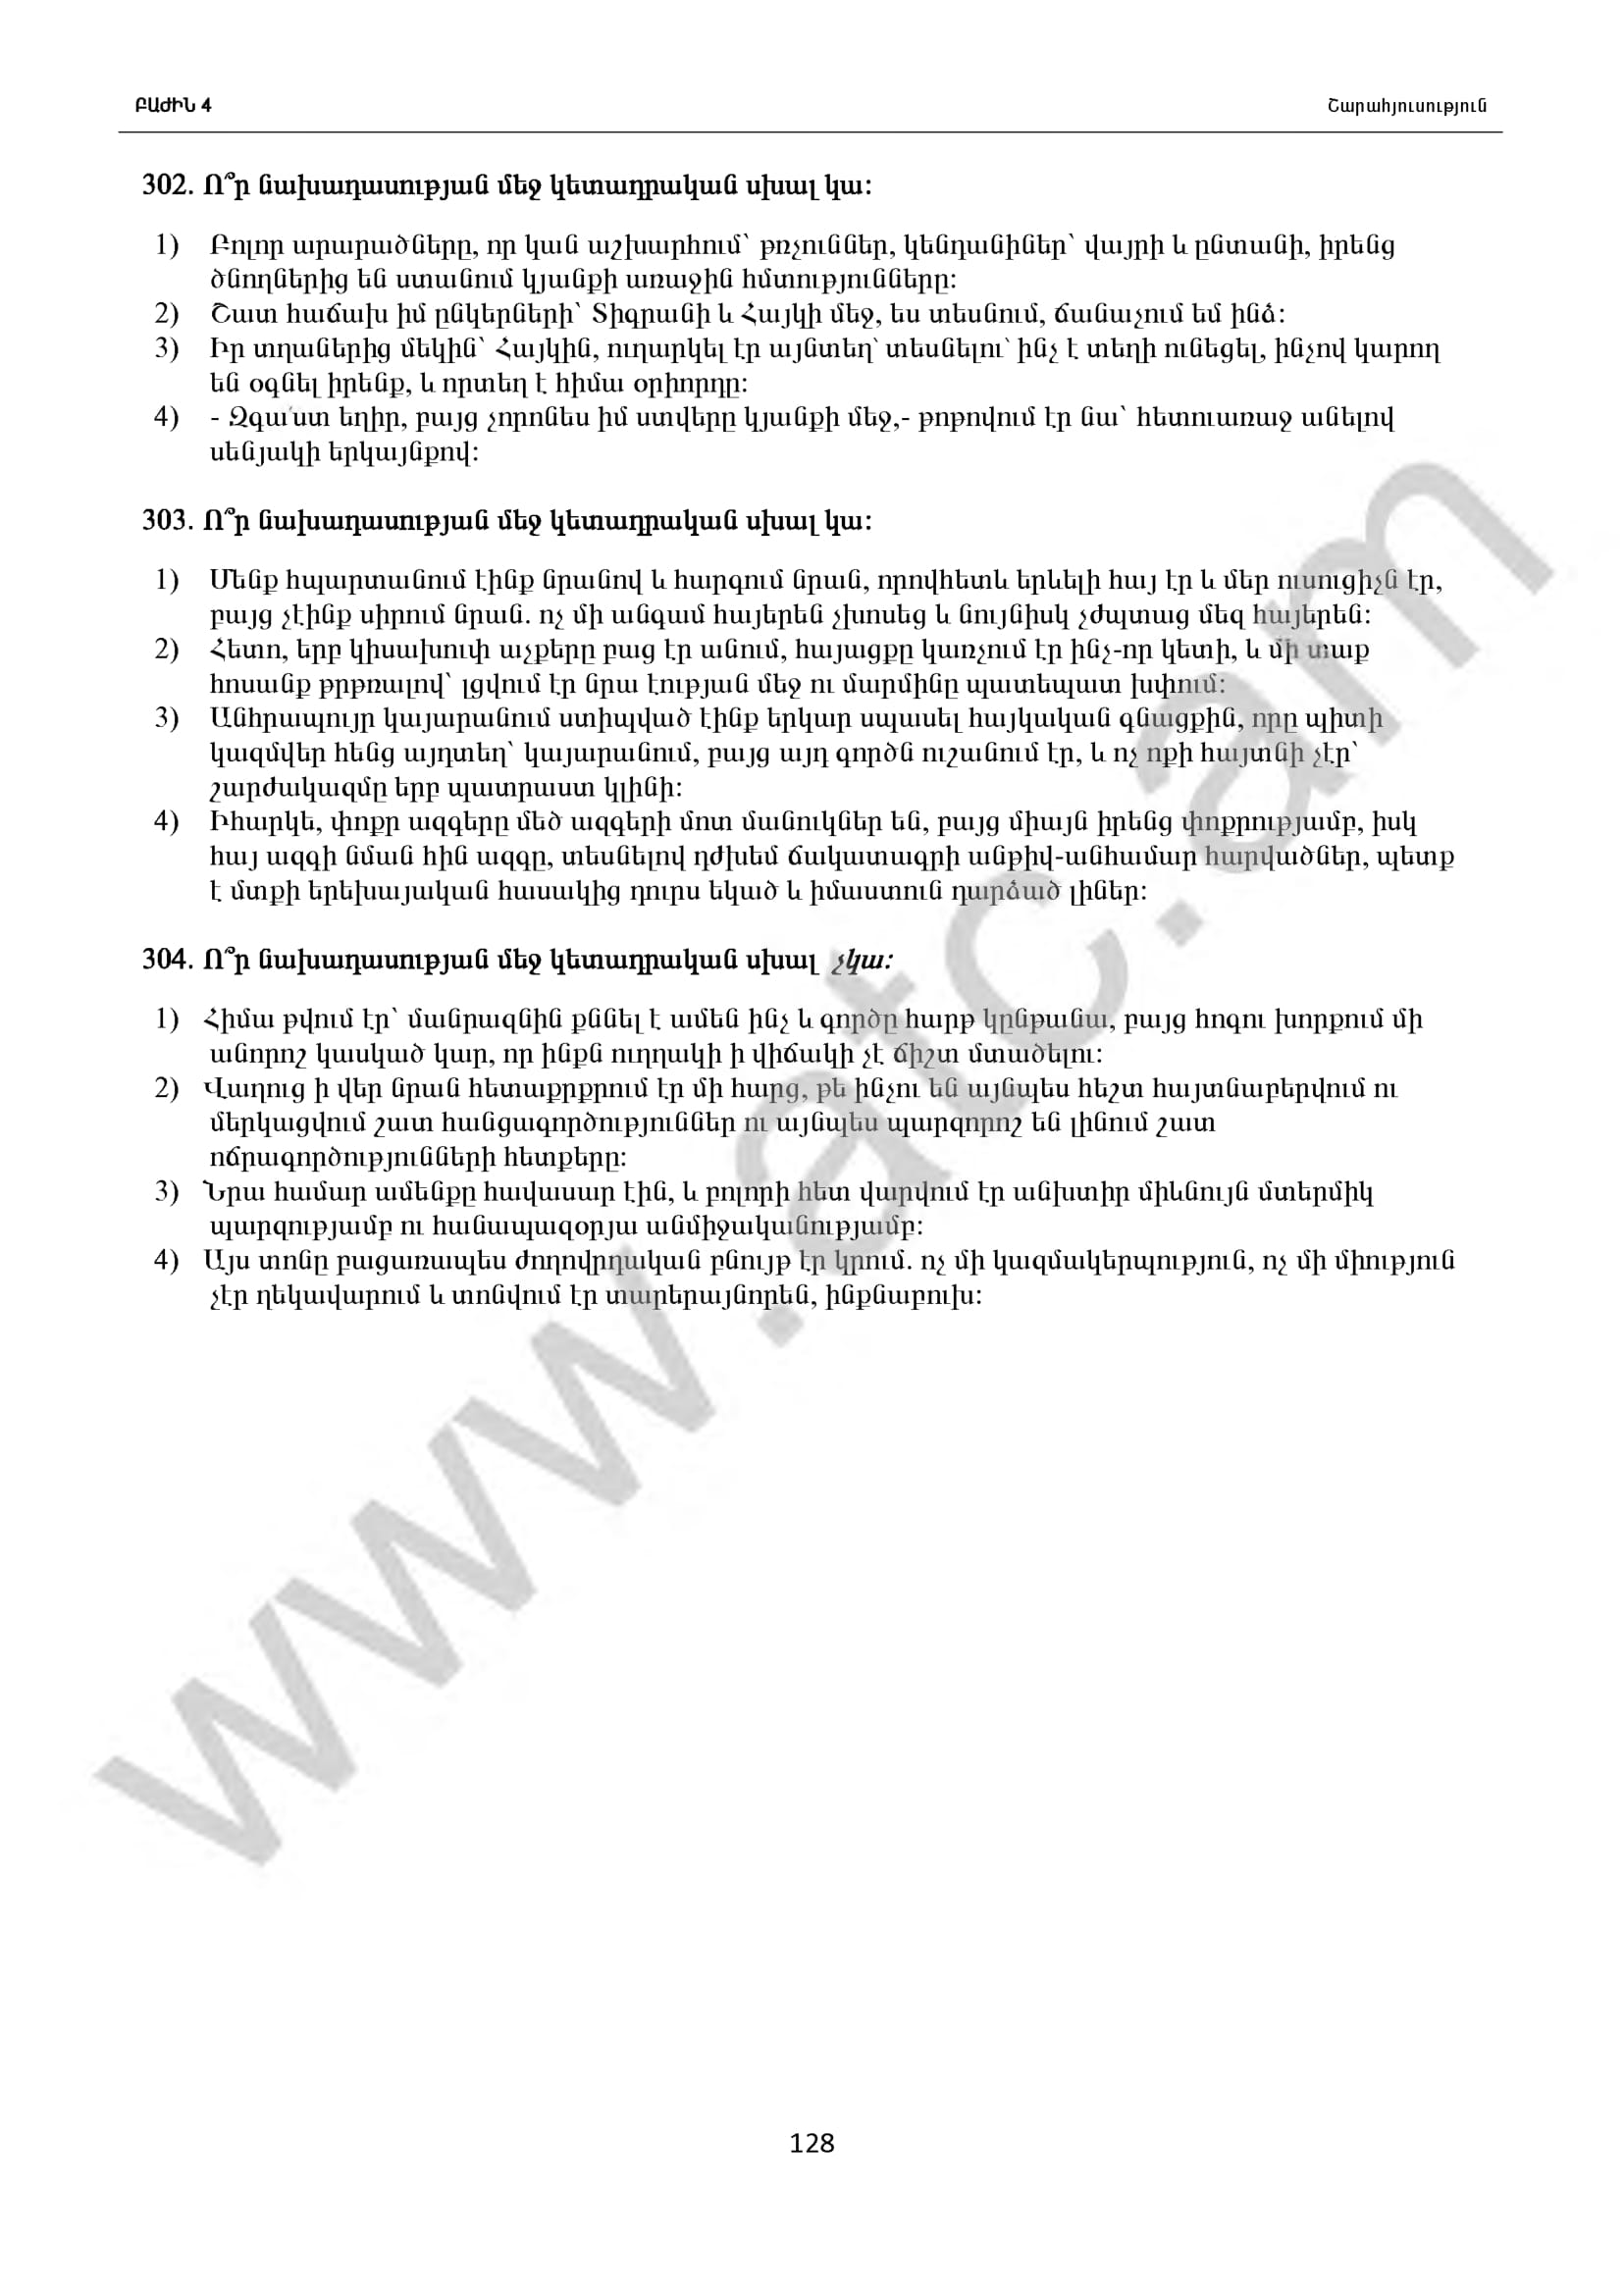 ԲԱԺԻՆ 4 Շարահյուսություն
302. Ո՞ր նախադասության մեջ կետադրական սխալ կա:
1) Բոլոր արարածները, որ կան աշխարհում՝ թռչուններ, կենդանիներ՝ վայրի և ընտանի, իրենց
ծնողներից են ստանում կյանքի առաջին հմտությունները:
2) Շատ հաճախ իմ ընկերների՝ Տիգրանի և Հայկի մեջ, ես տեսնում, ճանաչում եմ ինձ:
3) Իր տղաներից մեկին՝ Հայկին, ուղարկել էր այնտեղ՝ տեսնելու՝ ինչ է տեղի ունեցել, ինչով կարող
են օգնել իրենք, և որտեղ է հիմա օրիորդը:
4) - Զգա՛ստ եղիր, բայց չորոնես իմ ստվերը կյանքի մեջ,- թոթովում էր նա՝ հետուառաջ անելով
սենյակի երկայնքով:
303. Ո՞ր նախադասության մեջ կետադրական սխալ կա:
1) Մենք հպարտանում էինք նրանով և հարգում նրան, որովհետև երևելի հայ էր և մեր ուսուցիչն էր,
բայց չէինք սիրում նրան. ոչ մի անգամ հայերեն չխոսեց և նույնիսկ չժպտաց մեզ հայերեն:
2) Հետո, երբ կիսախուփ աչքերը բաց էր անում, հայացքը կառչում էր ինչ-որ կետի, և մի տաք
հոսանք թրթռալով՝ լցվում էր նրա էության մեջ ու մարմինը պատեպատ խփում:
3) Անհրապույր կայարանում ստիպված էինք երկար սպասել հայկական գնացքին, որը պիտի
կազմվեր հենց այդտեղ՝ կայարանում, բայց այդ գործն ուշանում էր, և ոչ ոքի հայտնի չէր՝
շարժակազմը երբ պատրաստ կլինի:
4) Իհարկե, փոքր ազգերը մեծ ազգերի մոտ մանուկներ են, բայց միայն իրենց փոքրությամբ, իսկ
հայ ազգի նման հին ազգը, տեսնելով դժխեմ ճակատագրի անթիվ-անհամար հարվածներ, պետք
է մտքի երեխայական հասակից դուրս եկած և իմաստուն դարձած լիներ:
304. Ո՞ր նախադասության մեջ կետադրական սխալ չկա:
1) Հիմա թվում էր՝ մանրազնին քննել է ամեն ինչ և գործը հարթ կընթանա, բայց հոգու խորքում մի
անորոշ կասկած կար, որ ինքն ուղղակի ի վիճակի չէ ճիշտ մտածելու:
2) Վաղուց ի վեր նրան հետաքրքրում էր մի հարց, թե ինչու են այնպես հեշտ հայտնաբերվում ու
մերկացվում շատ հանցագործություններ ու այնպես պարզորոշ են լինում շատ
ոճրագործությունների հետքերը:
3) Նրա համար ամենքը հավասար էին, և բոլորի հետ վարվում էր անխտիր միևնույն մտերմիկ
պարզությամբ ու հանապազօրյա անմիջականությամբ:
4) Այս տոնը բացառապես ժողովրդական բնույթ էր կրում. ոչ մի կազմակերպություն, ոչ մի միություն
չէր ղեկավարում և տոնվում էր տարերայնորեն, ինքնաբուխ:
www.atc.am
128